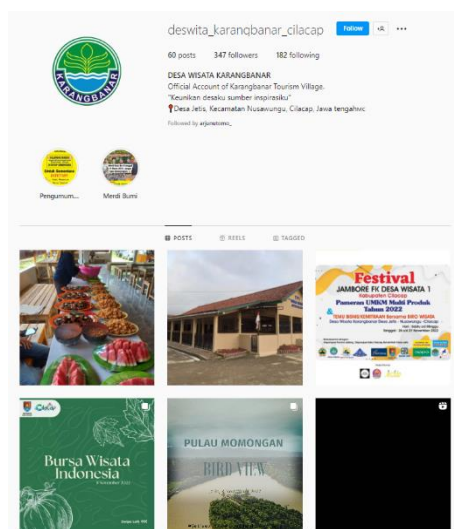 deswita_karangbanar_cilacap Follow
60 posts 347 followers 182 following
DESA WISATA KARANGBANAR
Official Account of Karangbanar Tourism Village.
"Keunikan desaku sumber inspirasiku"
Desa Jetis, Kecamatan Nusawungu, Cilacap, Jawa tengahwc
Followed by arjunatomo_
KARANGBANAR
Pengumum... Merdi Bumi
POSTS REELS TAGGED
Festival
JAMBORE FK DESA WISATA 1
Kabupaten Cilacap
Pameran UMKM Multi Produk
Tahun 2022
Bursa Wisata
Indonesia
PULAU MOMONGAN
BIRD VIEW